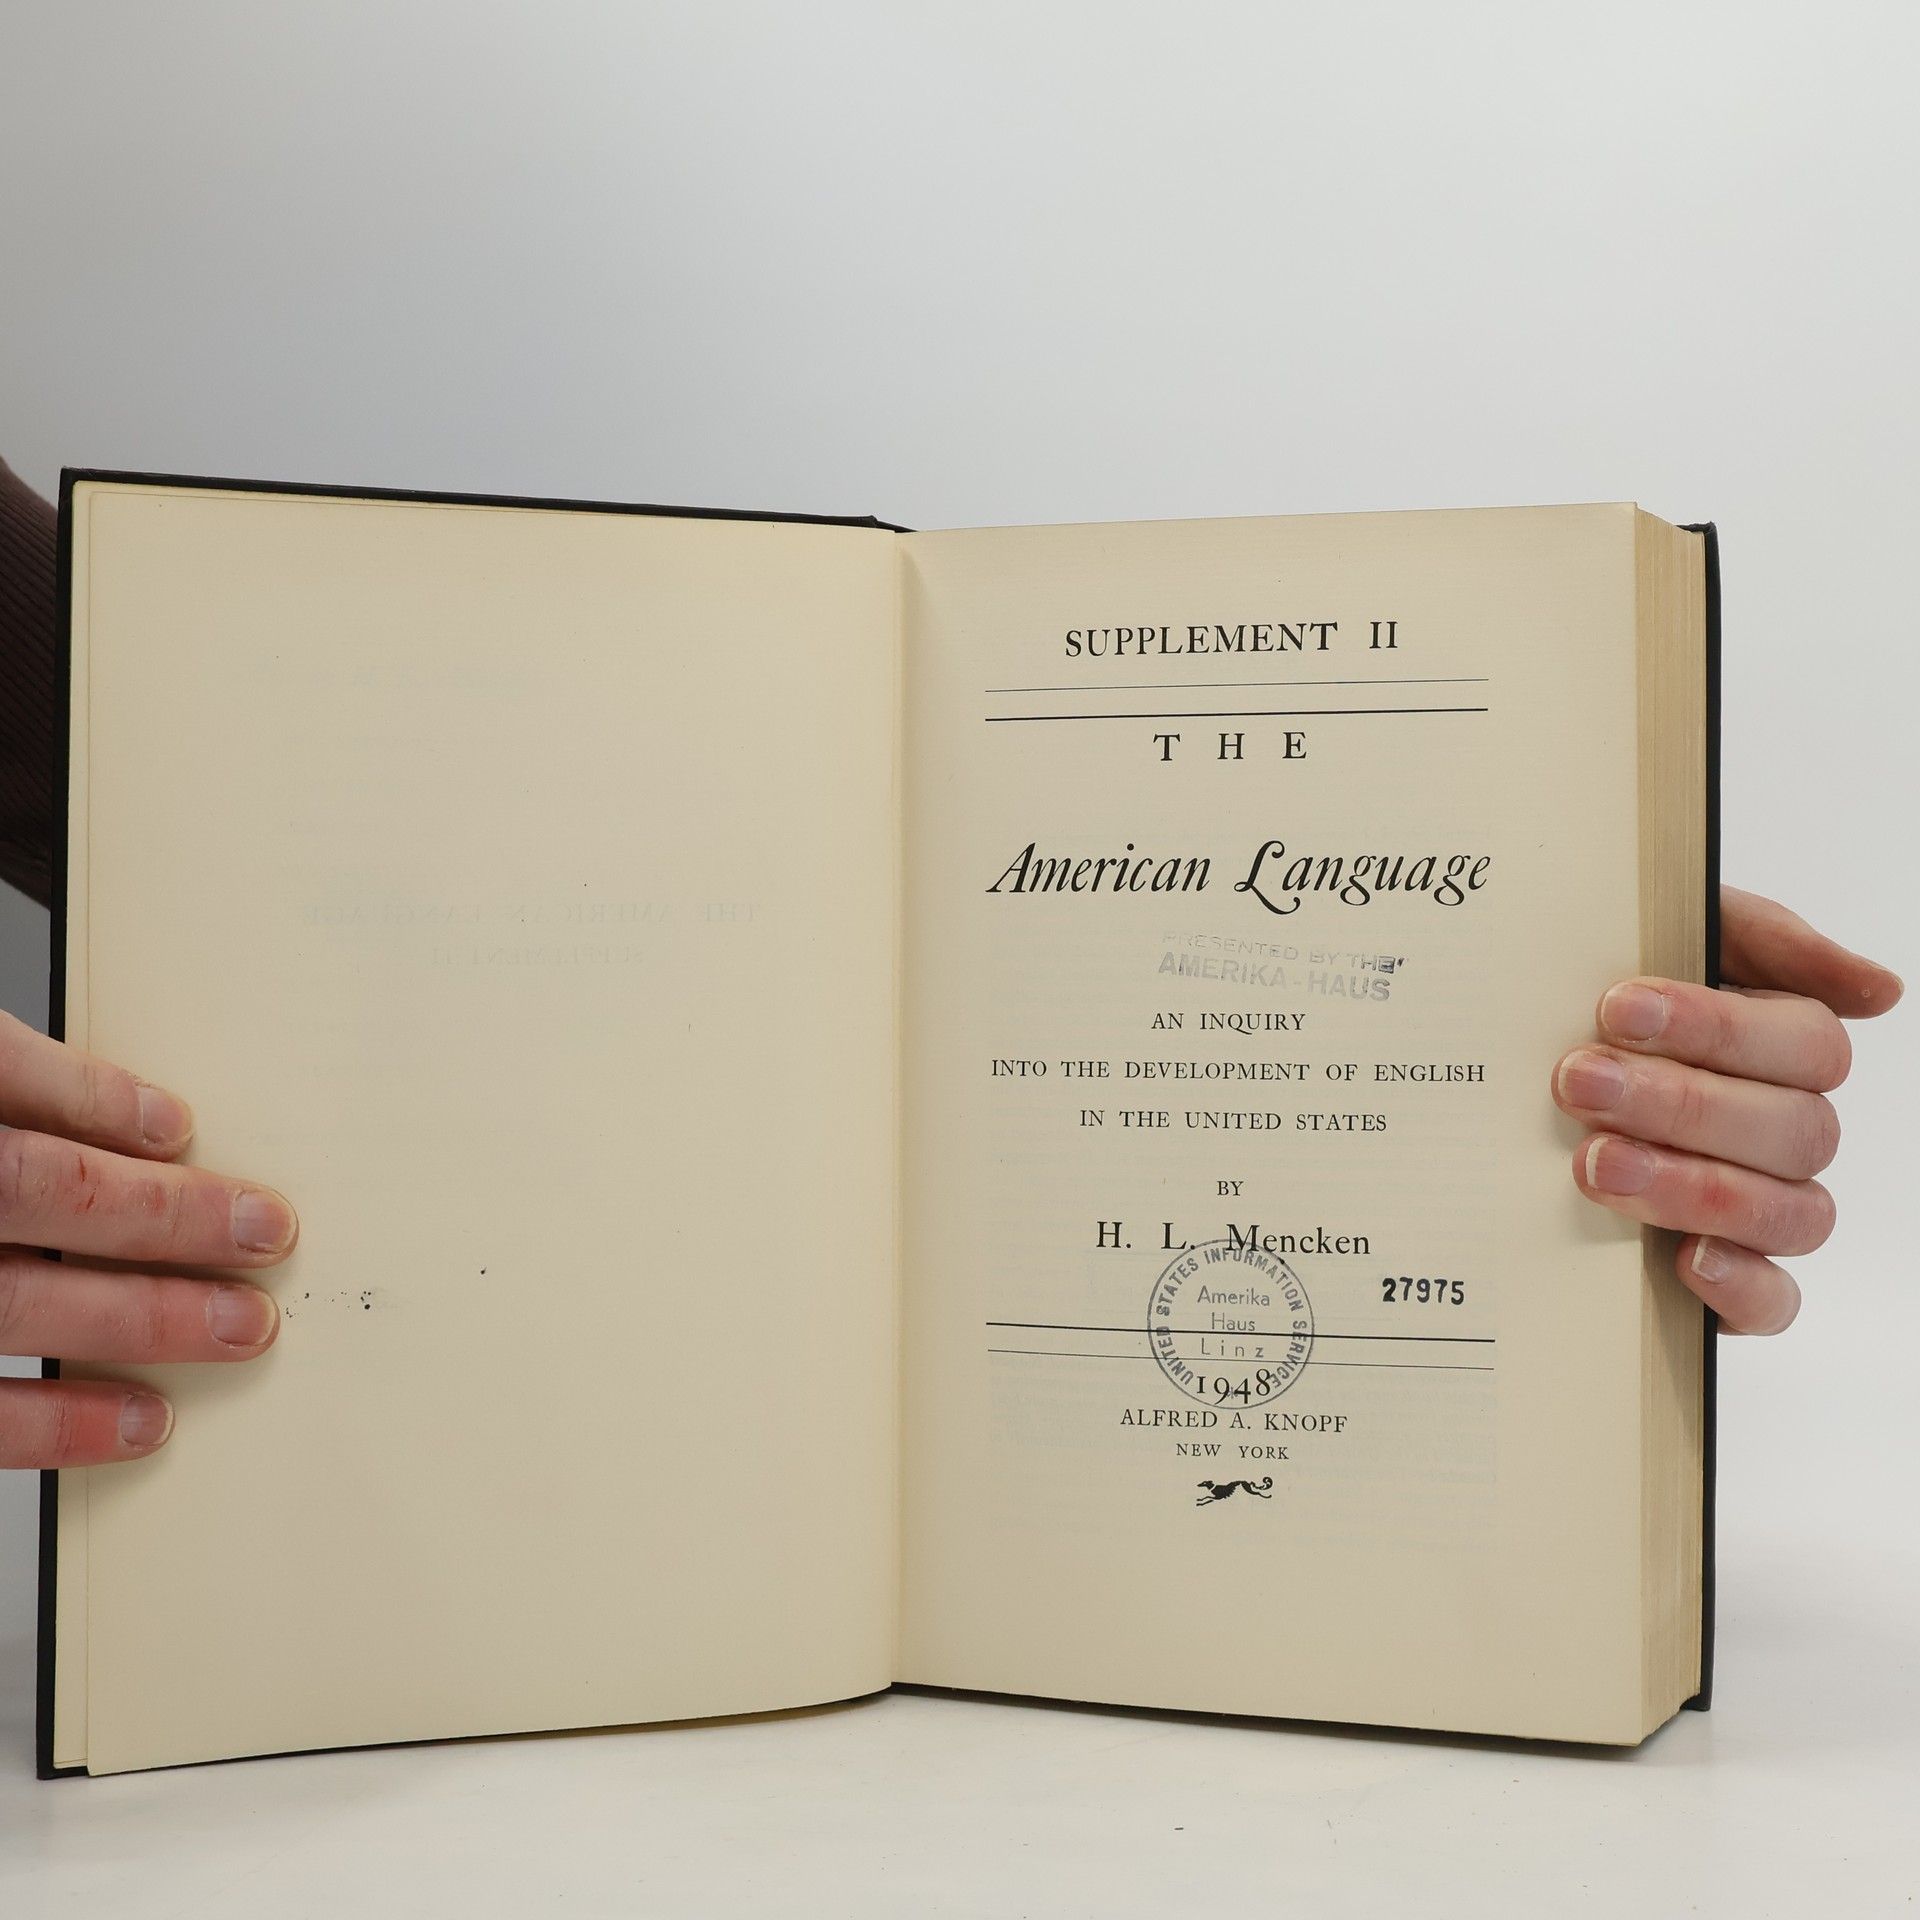 SUPPLEMENT II
THE
American Language
PRESENTED BY THE
AMERIKA-HAUS
AN INQUIRY
INTO THE DEVELOPMENT OF ENGLISH
IN THE UNITED STATES
BY
H. L. Mencken
UNITED STATES INFORMATION SERVICE
Amerika
Haus
Linz
27975
1948
ALFRED A. KNOPF
NEW YORK